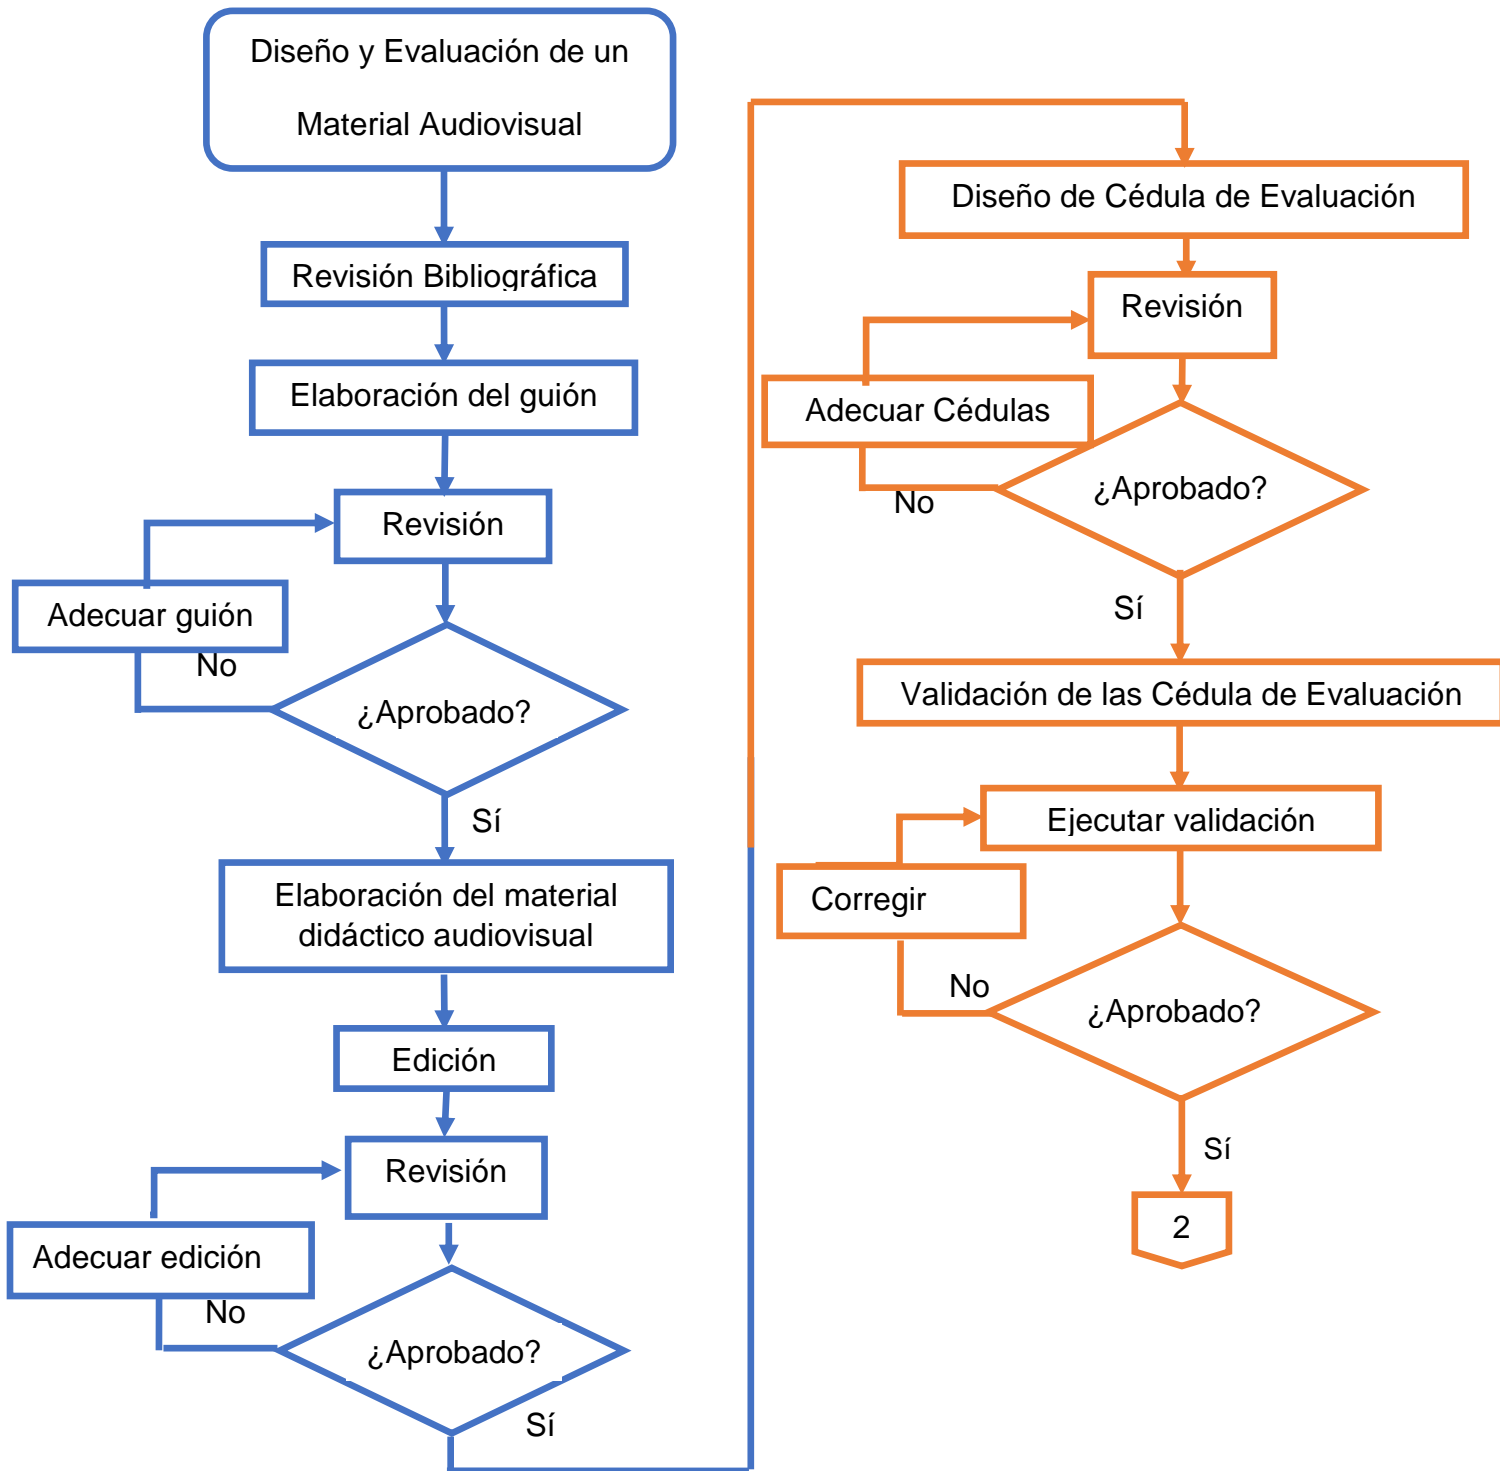 Diseño y Evaluación de un
Material Audiovisual
Revisión Bibliográfica
Elaboración del guión
Revisión
Adecuar guión
No
¿Aprobado?
Sí
Elaboración del material
didáctico audiovisual
Edición
Revisión
Adecuar edición
No
¿Aprobado?
Sí
Diseño de Cédula de Evaluación
Revisión
Adecuar Cédulas
No
¿Aprobado?
Sí
Validación de las Cédula de Evaluación
Ejecutar validación
Corregir
No
¿Aprobado?
Sí
2